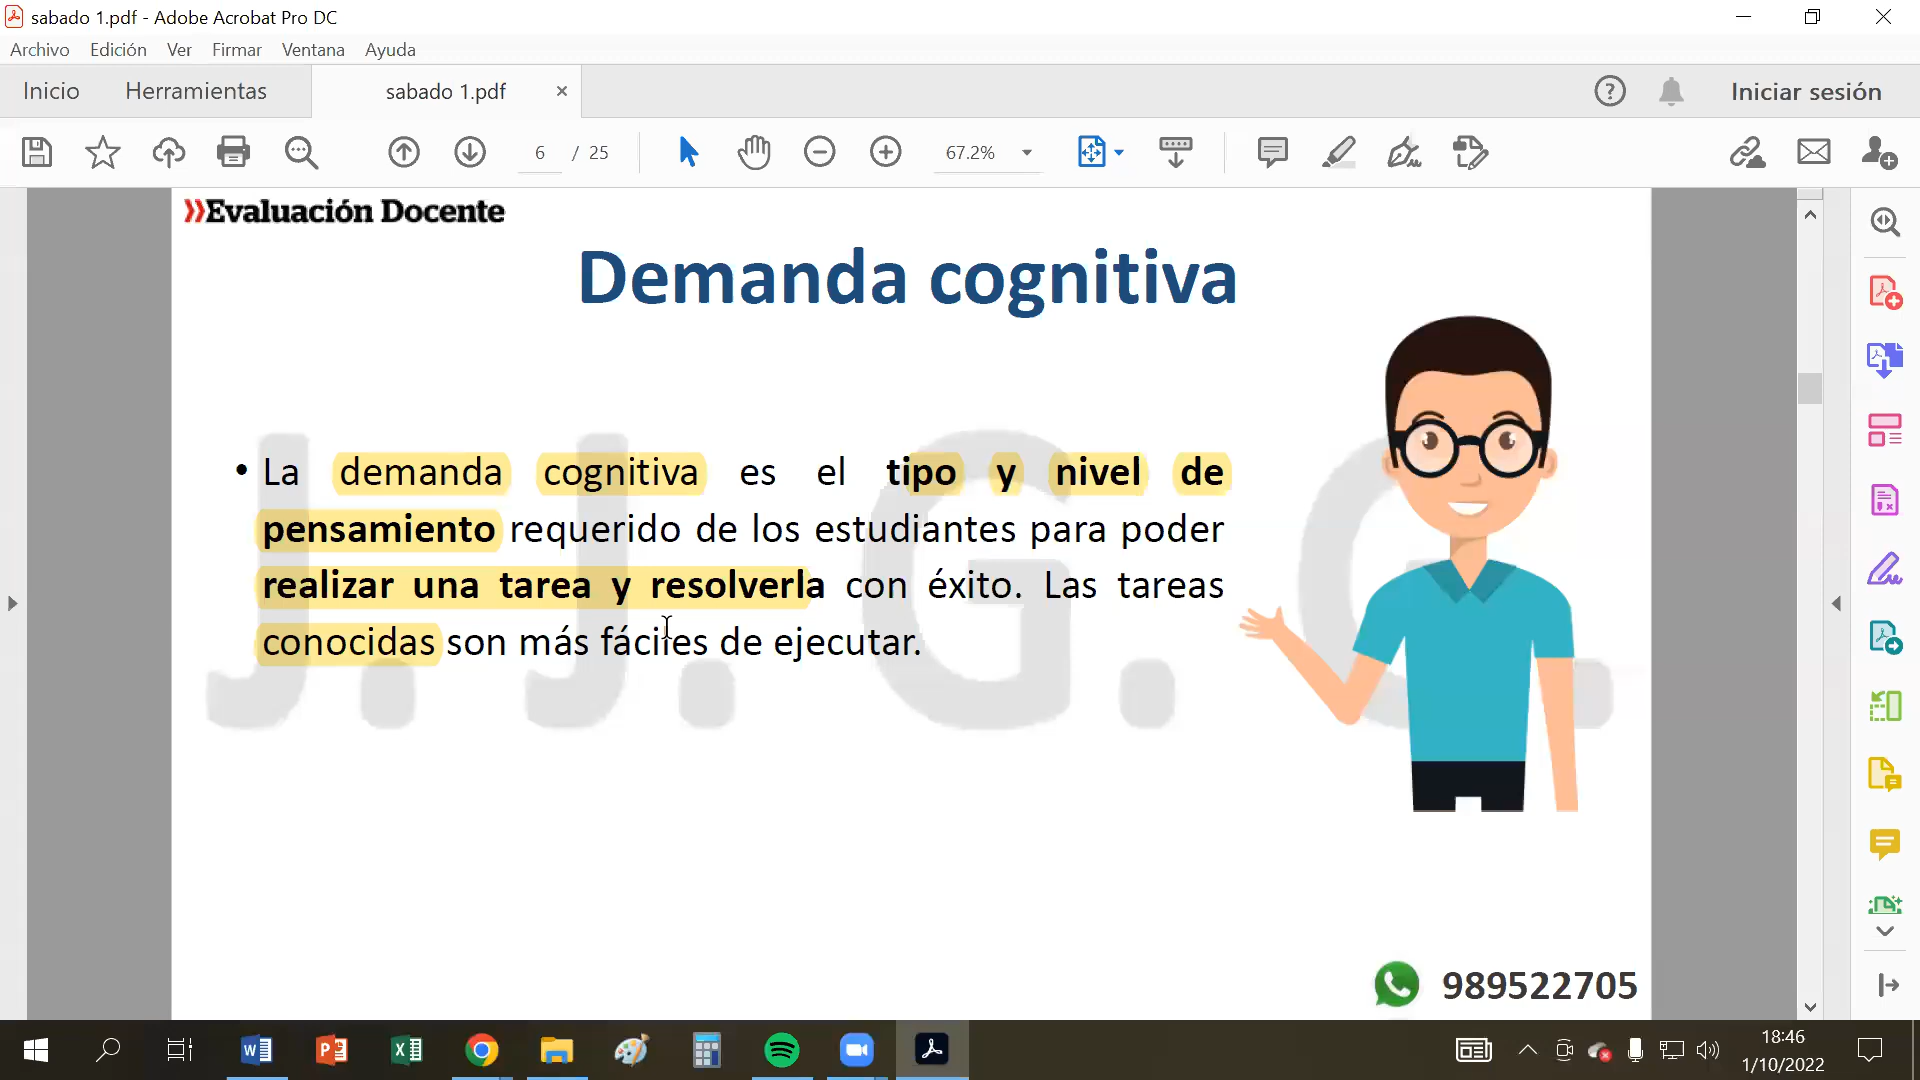 sabado 1.pdf - Adobe Acrobat Pro DC
Archivo Edición Ver Firmar Ventana Ayuda
Inicio Herramientas sabado 1.pdf × Iniciar sesión
6 / 25 67.2%
Evaluación Docente
Demanda cognitiva
• La demanda cognitiva es el tipo y nivel de
pensamiento requerido de los estudiantes para poder
realizar una tarea y resolverla con éxito. Las tareas
conocidas son más fáciles de ejecutar.
J. J. G. C.
989522705
18:46
1/10/2022